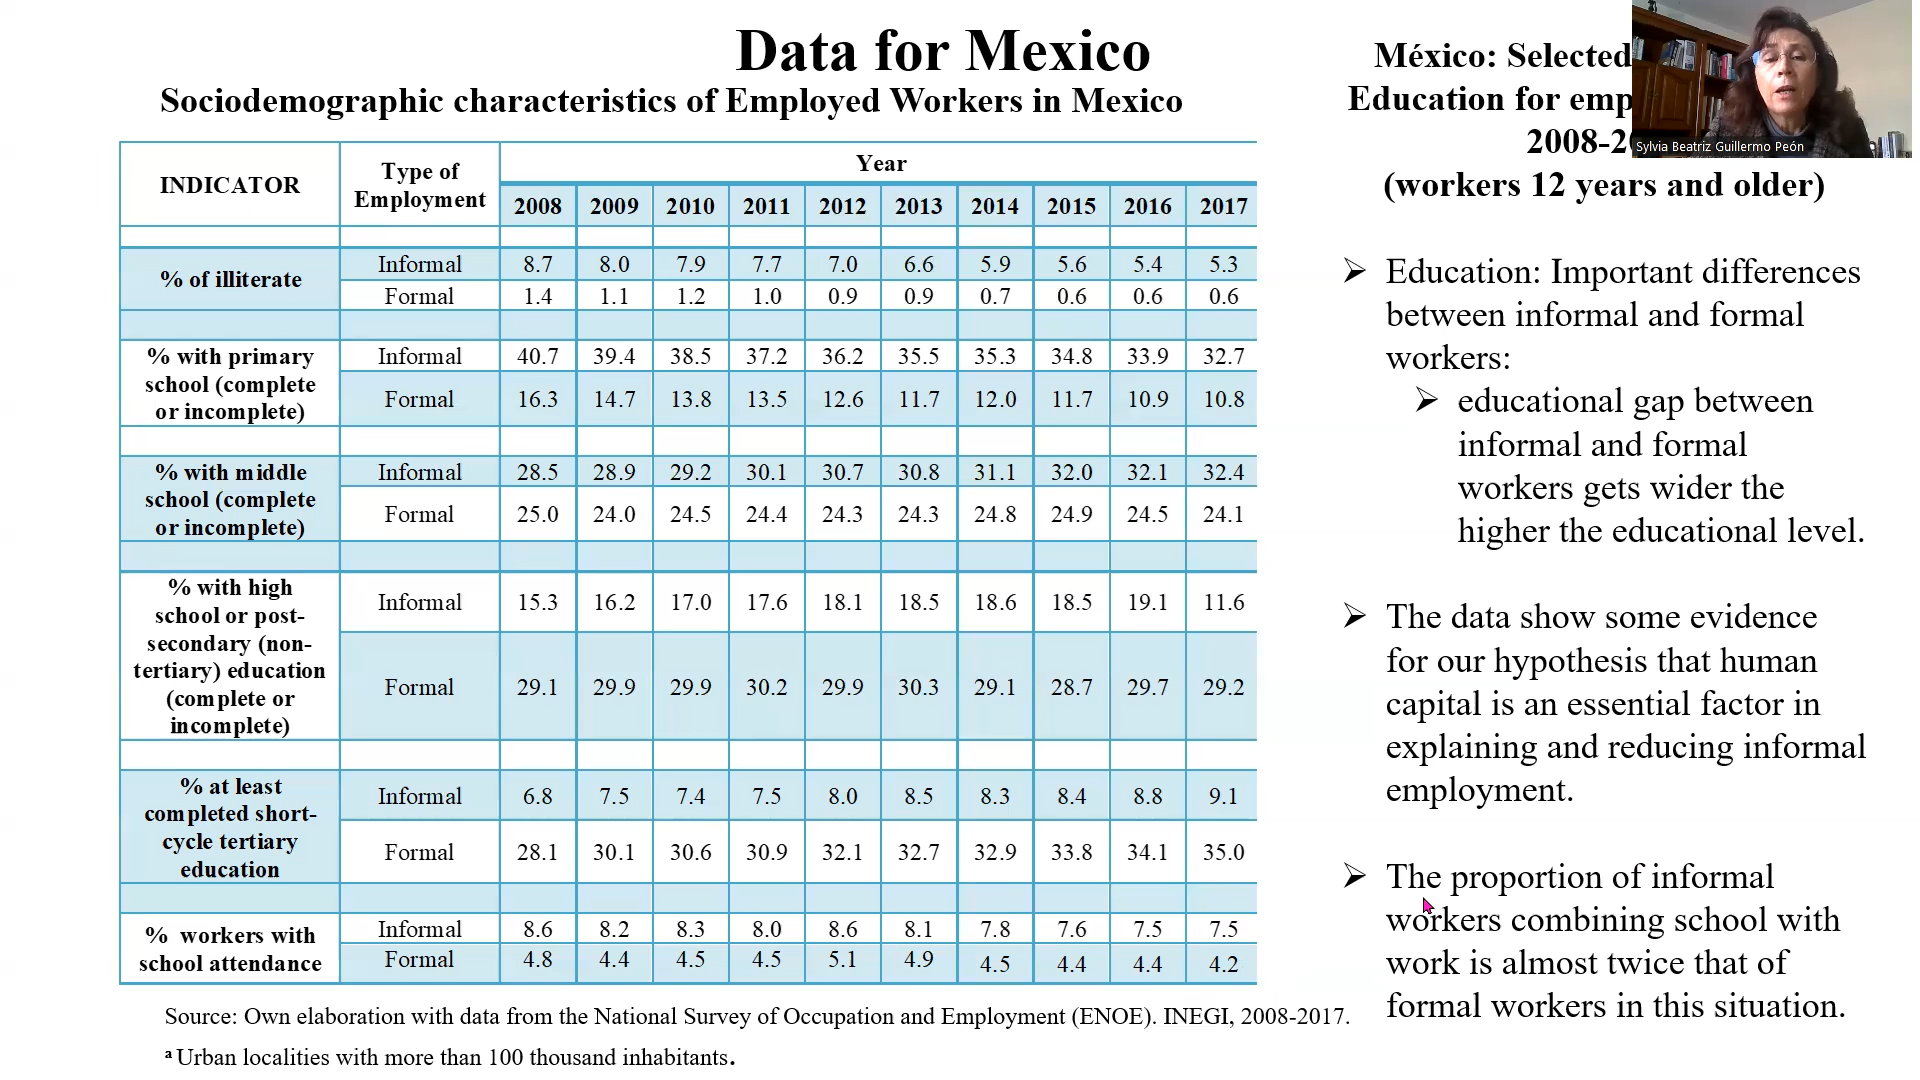 Data for Mexico
Sociodemographic characteristics of Employed Workers in Mexico
INDICATOR
Type of
Employment
Year
2008 2009 2010 2011 2012 2013 2014 2015 2016 2017
% of illiterate
Informal 8.7 8.0 7.9 7.7 7.0 6.6 5.9 5.6 5.4 5.3
Formal 1.4 1.1 1.2 1.0 0.9 0.9 0.7 0.6 0.6 0.6
% with primary
school (complete
or incomplete)
Informal 40.7 39.4 38.5 37.2 36.2 35.5 35.3 34.8 33.9 32.7
Formal 16.3 14.7 13.8 13.5 12.6 11.7 12.0 11.7 10.9 10.8
% with middle
school (complete
or incomplete)
Informal 28.5 28.9 29.2 30.1 30.7 30.8 31.1 32.0 32.1 32.4
Formal 25.0 24.0 24.5 24.4 24.3 24.3 24.8 24.9 24.5 24.1
% with high
school or post-
secondary (non-
tertiary) education
(complete or
incomplete)
Informal 15.3 16.2 17.0 17.6 18.1 18.5 18.6 18.5 19.1 11.6
Formal 29.1 29.9 29.9 30.2 29.9 30.3 29.1 28.7 29.7 29.2
% at least
completed short-
cycle tertiary
education
Informal 6.8 7.5 7.4 7.5 8.0 8.5 8.3 8.4 8.8 9.1
Formal 28.1 30.1 30.6 30.9 32.1 32.7 32.9 33.8 34.1 35.0
% workers with
school attendance
Informal 8.6 8.2 8.3 8.0 8.6 8.1 7.8 7.6 7.5 7.5
Formal 4.8 4.4 4.5 4.5 5.1 4.9 4.5 4.4 4.4 4.2
Source: Own elaboration with data from the National Survey of Occupation and Employment (ENOE). INEGI, 2008-2017.
ª Urban localities with more than 100 thousand inhabitants.
México: Selected
Education for
(workers 12 years and older)
➢ Education: Important differences
between informal and formal
workers:
➢ educational gap between
informal and formal
workers gets wider the
higher the educational level.
➢ The data show some evidence
for our hypothesis that human
capital is an essential factor in
explaining and reducing informal
employment.
➢ The proportion of informal
workers combining school with
work is almost twice that of
formal workers in this situation.
Sylvia Beatriz Guillermo Peón